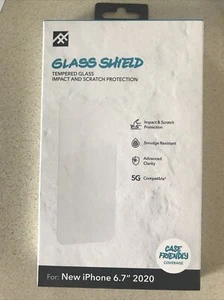 GLASS SHIELD
TEMPERED GLASS
IMPACT AND SCRATCH PROTECTION
Impact & Scratch
Protection
Smudge Resistant
Advanced
Clarity
5G Compatible*
CASE
FRIENDLY
COVERAGE
For: New iPhone 6.7" 2020